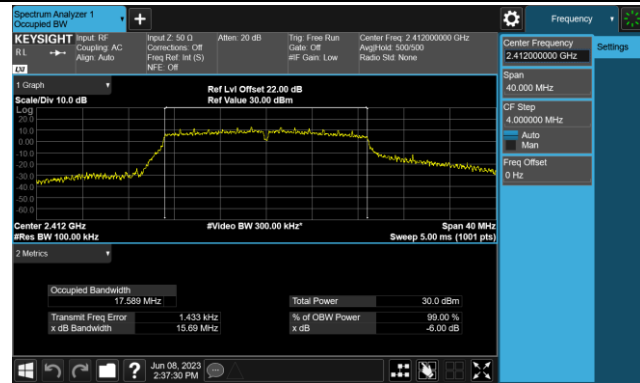 Spectrum Analyzer 1
Occupied BW
+
Frequency
KEYSIGHT
RL
LXI
Input: RF
Coupling: AC
Align: Auto
Input Z: 50 Ω
Corrections: Off
Freq Ref: Int (S)
NFE: Off
Atten: 20 dB
Trig: Free Run
Gate: Off
#IF Gain: Low
Center Freq: 2.412000000 GHz
Avg|Hold: 500/500
Radio Std: None
Center Frequency
2.412000000 GHz
Settings
Span
40.000 MHz
CF Step
4.000000 MHz
Auto
Man
Freq Offset
0 Hz
1 Graph
Scale/Div 10.0 dB
Ref Lvl Offset 22.00 dB
Ref Value 30.00 dBm
Log
20.0
10.0
0.00
-10.0
-20.0
-30.0
-40.0
-50.0
-60.0
Center 2.412 GHz
#Video BW 300.00 kHz*
Span 40 MHz
#Res BW 100.00 kHz
Sweep 5.00 ms (1001 pts)
2 Metrics
Occupied Bandwidth
17.589 MHz
Total Power 30.0 dBm
Transmit Freq Error 1.433 kHz
% of OBW Power 99.00 %
x dB Bandwidth 15.69 MHz
x dB -6.00 dB
?
Jun 08, 2023
2:37:30 PM